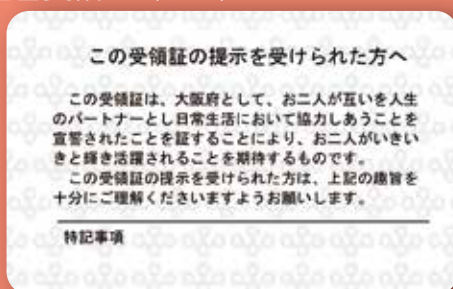 この受領証の提示を受けられた方へ
この受領証は、大阪府として、お二人が互いを人生
のパートナーとし日常生活において協力しあうことを
宣誓されたことを証することにより、お二人がいきい
きと輝き活躍されることを期待するものです。
この受領証の提示を受けられた方は、上記の趣旨を
十分にご理解くださいますようお願いします。
特記事項